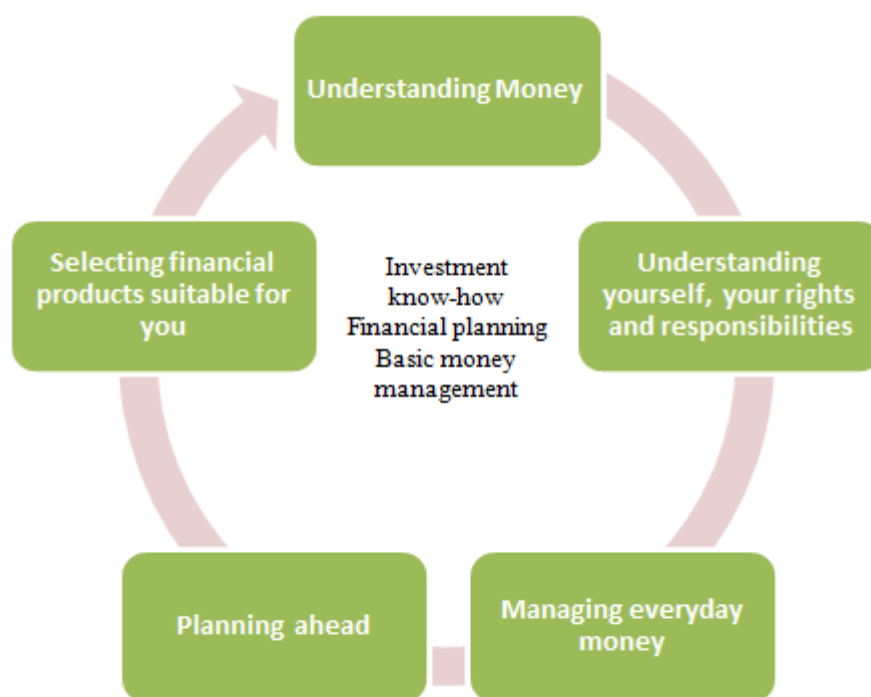 Understanding Money
Understanding
yourself, your rights
and responsibilities
Managing everyday
money
Planning ahead
Selecting financial
products suitable for
you
Investment
know-how
Financial planning
Basic money
management